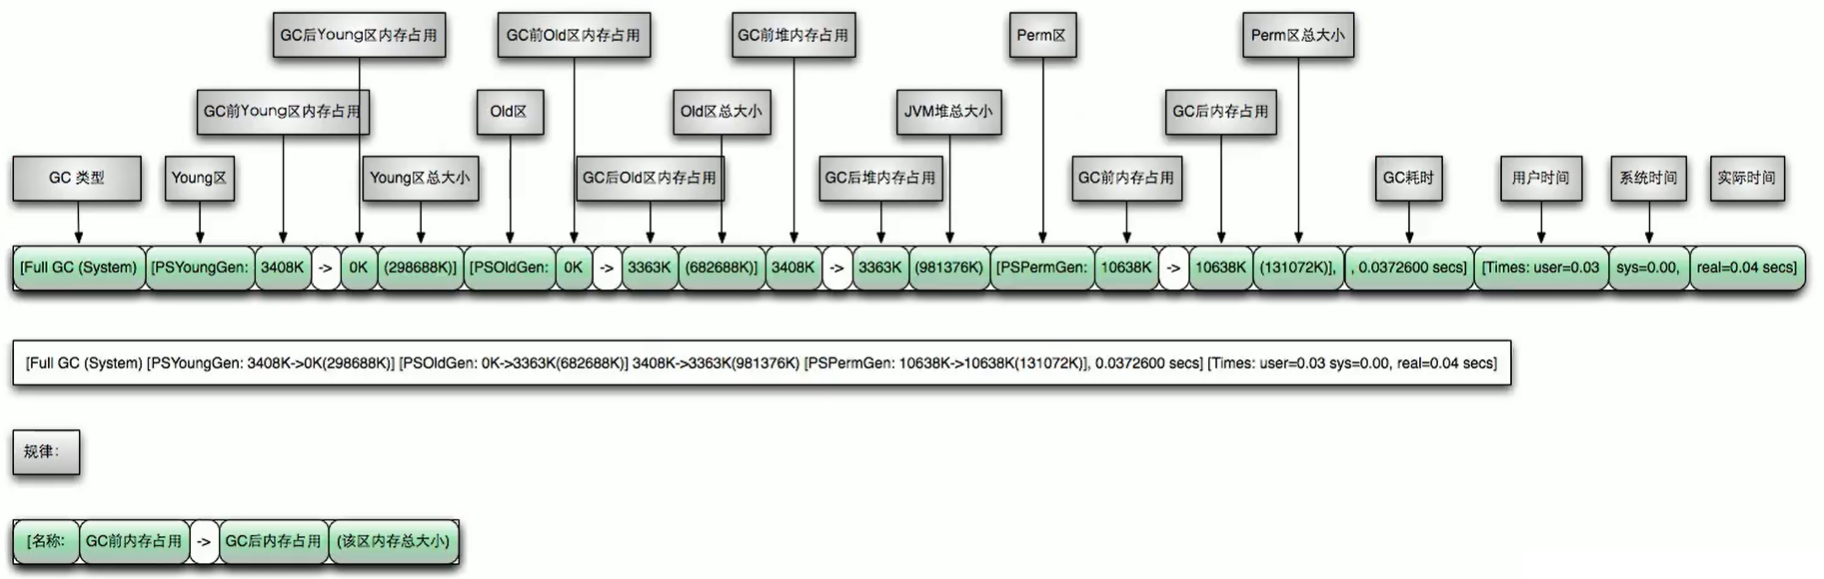 GC后Young区内存占用 GC前Old区内存占用 GC前堆内存占用 Perm区 Perm区总大小
GC前Young区内存占用 Old区 Old区总大小 JVM堆总大小 GC后内存占用
GC 类型 Young区 Young区总大小 GC后Old区内存占用 GC后堆内存占用 GC前内存占用 GC耗时 用户时间 系统时间 实际时间
[Full GC (System) [PSYoungGen: 3408K -> 0K (298688K)] [PSOldGen: 0K -> 3363K (682688K)] 3408K -> 3363K (981376K) [PSPermGen: 10638K -> 10638K (131072K)], , 0.0372600 secs] [Times: user=0.03 sys=0.00, real=0.04 secs]
[Full GC (System) [PSYoungGen: 3408K->0K(298688K)] [PSOldGen: 0K->3363K(682688K)] 3408K->3363K(981376K) [PSPermGen: 10638K->10638K(131072K)], 0.0372600 secs] [Times: user=0.03 sys=0.00, real=0.04 secs]
规律：
[名称: GC前内存占用 -> GC后内存占用 (该区内存总大小)